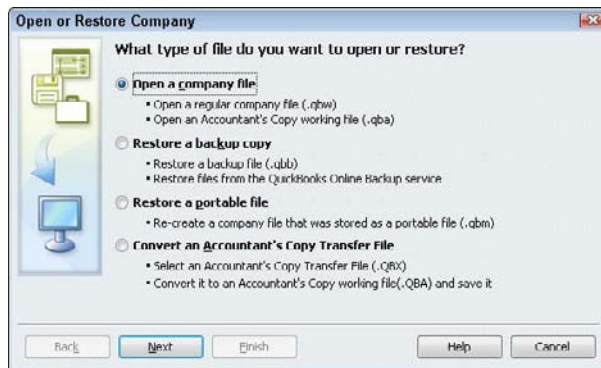 Open or Restore Company
What type of file do you want to open or restore?
Open a company file
• Open a regular company file (.qbw)
• Open an Accountant's Copy working file (.qba)
Restore a backup copy
• Restore a backup file (.qbb)
• Restore files from the QuickBooks Online Backup service
Restore a portable file
• Re-create a company file that was stored as a portable file (.qbm)
Convert an Accountant's Copy Transfer File
• Select an Accountant's Copy Transfer File (.QBX)
• Convert it to an Accountant's Copy working file(.QBA) and save it
Back Next Finish Help Cancel